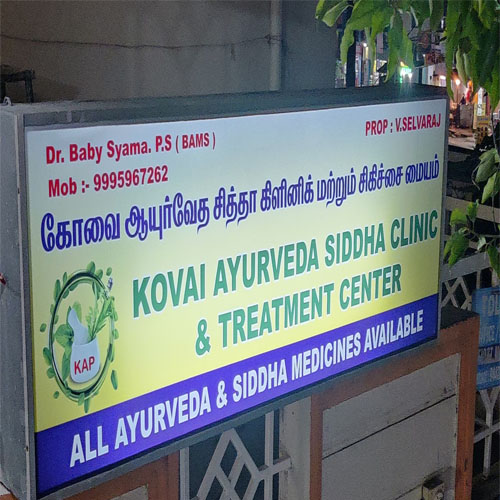 Dr. Baby Syama. P.S ( BAMS )
PROP : V.SELVARAJ
Mob :- 9995967262
கோவை ஆயுர்வேத சித்தா கிளினிக் மற்றும் சிகிச்சை மையம்
KOVAI AYURVEDA SIDDHA CLINIC
& TREATMENT CENTER
KAP
ALL AYURVEDA & SIDDHA MEDICINES AVAILABLE